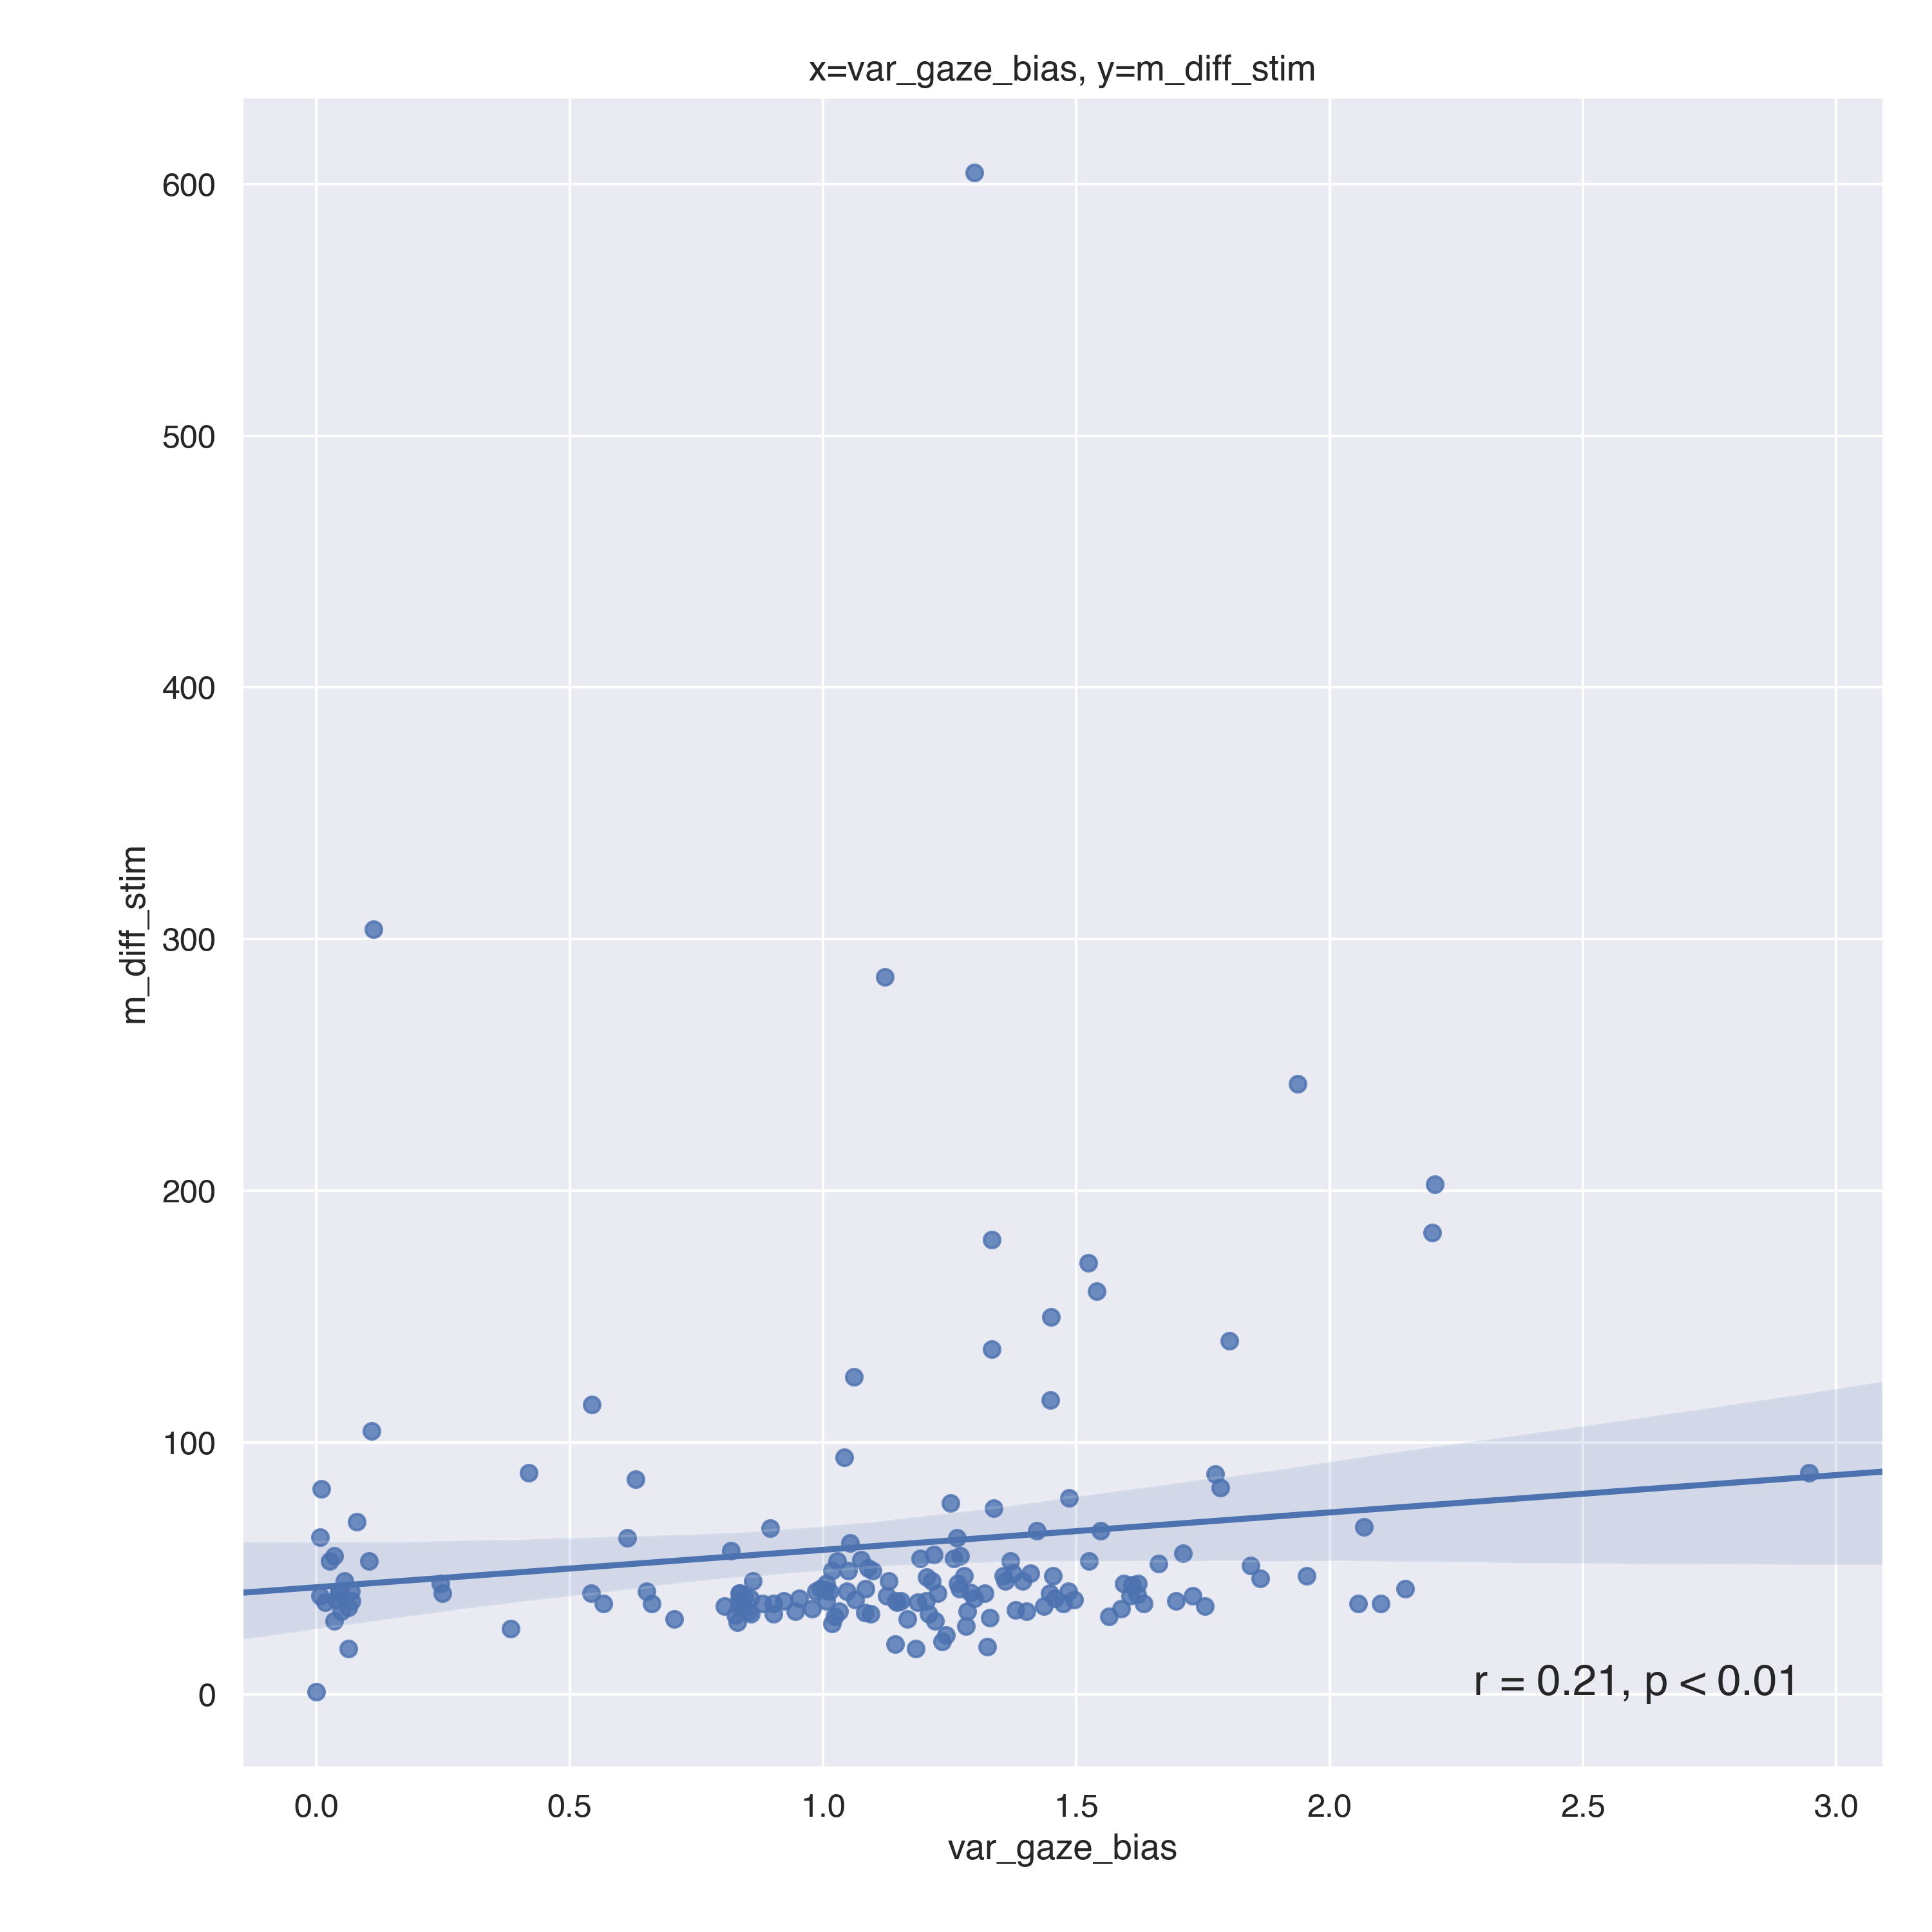 x=var_gaze_bias, y=m_diff_stim
600
500
400
300
200
100
0
m_diff_stim
r = 0.21, p < 0.01
0.0 0.5 1.0 1.5 2.0 2.5 3.0
var_gaze_bias